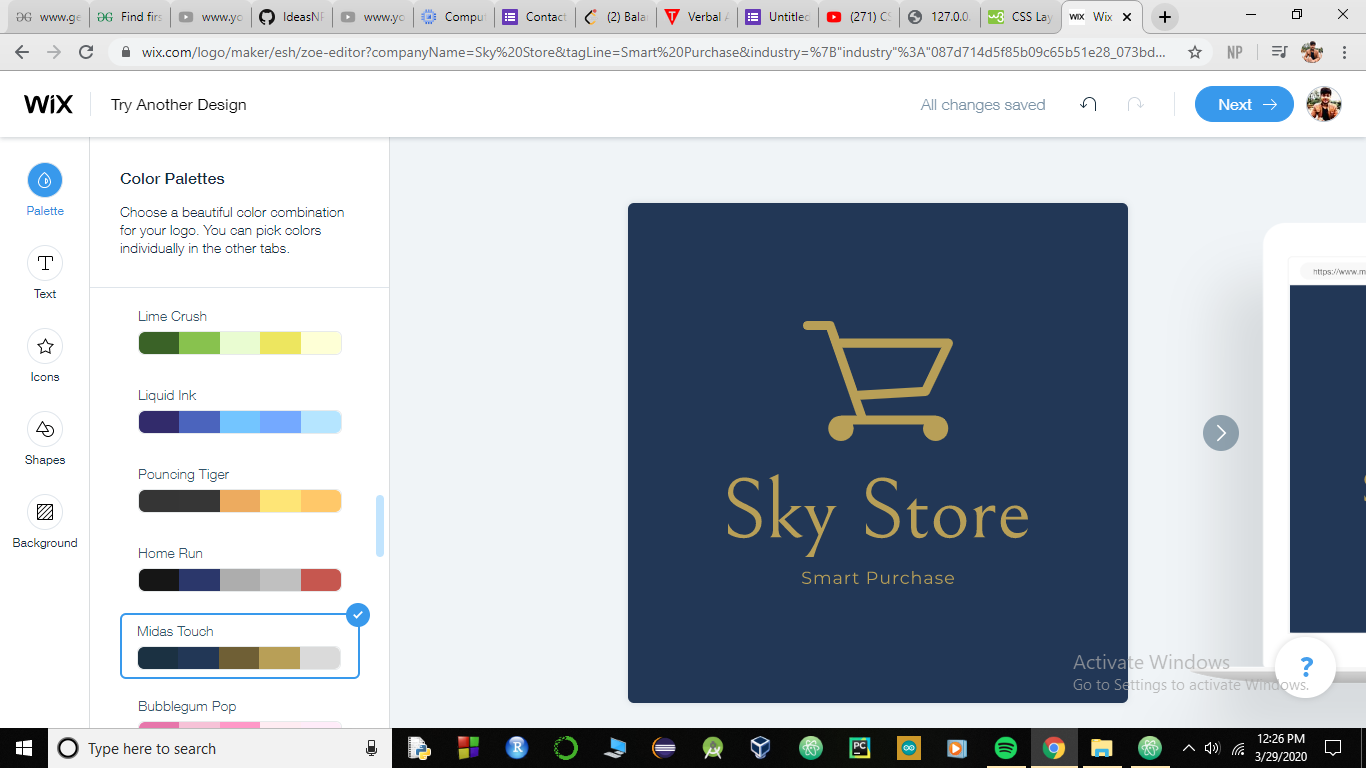 www.ge
Find firs
www.yo
IdeasNP
www.yo
Comput
Contact
(2) Balan
Verbal A
Untitled
(271) CS
127.0.0.
CSS Lay
Wix
wix.com/logo/maker/esh/zoe-editor?companyName=Sky%20Store&tagLine=Smart%20Purchase&industry=%7B"industry"%3A"087d714d5f85b09c65b51e28_073bd...
NP
WiX
Try Another Design
All changes saved
Next
Palette
Text
Icons
Shapes
Background
Color Palettes
Choose a beautiful color combination
for your logo. You can pick colors
individually in the other tabs.
Lime Crush
Liquid Ink
Pouncing Tiger
Home Run
Midas Touch
Bubblegum Pop
Sky Store
Smart Purchase
https://www.m
S
Activate Windows
Go to Settings to activate Windows.
?
Type here to search
R
PC
12:26 PM
3/29/2020